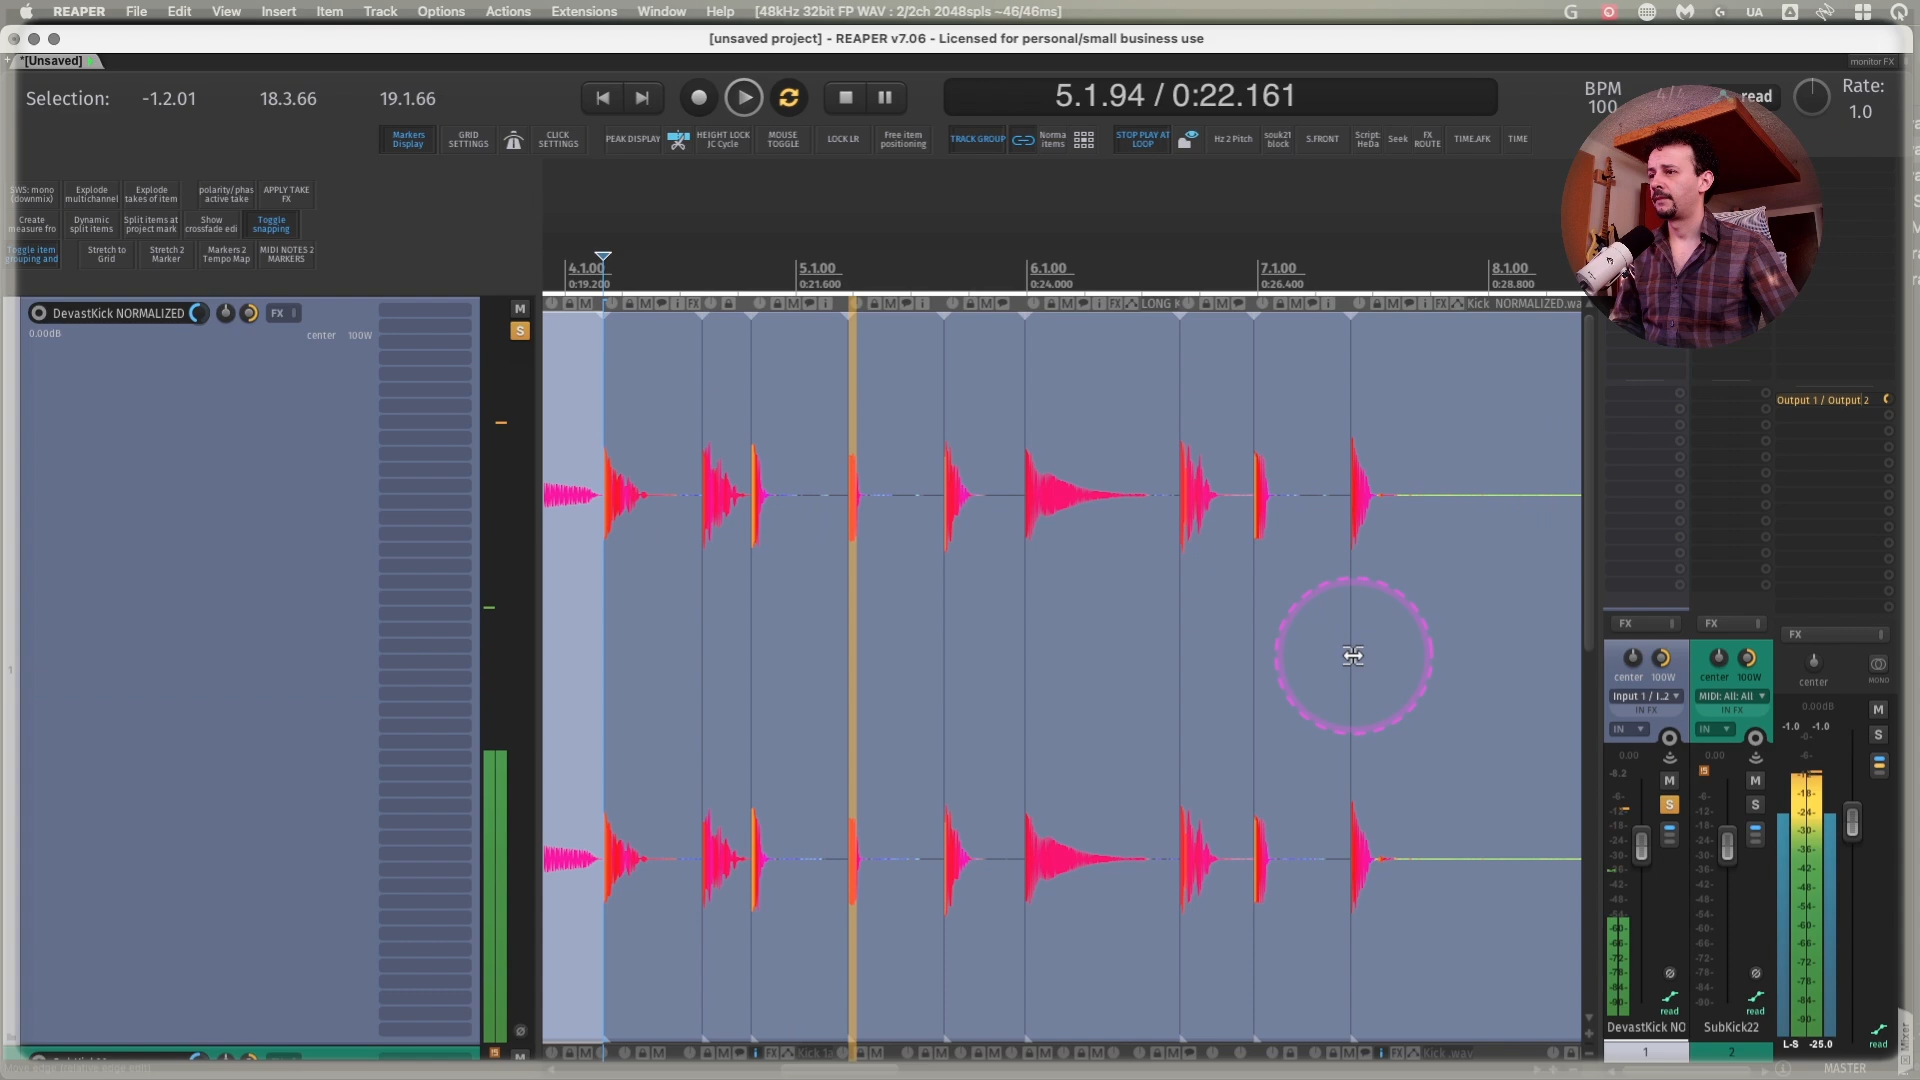 REAPER File Edit View Insert Item Track Options Actions Extensions Window Help [48kHz 32bit FP WAV : 2/2ch 2048spls ~46/46ms] UA
[unsaved project] - REAPER v7.06 - Licensed for personal/small business use
*[Unsaved]
monitor FX
Selection: -1.2.01 18.3.66 19.1.66
5.1.94 / 0:22.161
BPM
100
4/4
read
Rate:
1.0
Markers Display
GRID SETTINGS
CLICK SETTINGS
PEAK DISPLAY
HEIGHT LOCK JC Cycle
MOUSE TOGGLE
LOCK LR
Free item positioning
TRACK GROUP
Norma items
STOP PLAY AT LOOP
Hz 2 Pitch
souk21 block
S.FRONT
Script: HeDa
Seek
FX ROUTE
TIME.AFK
TIME
SWS: mono (downmix)
Explode multichannel
Explode takes of item
polarity/phas active take
APPLY TAKE FX
Create measure fro
Dynamic split items
Split items at project mark
Show crossfade edi
Toggle snapping
Toggle item grouping and
Stretch to Grid
Stretch 2 Marker
Markers 2 Tempo Map
MIDI NOTES 2 MARKERS
4.1.00 5.1.00 6.1.00 7.1.00 8.1.00
0:19.200 0:21.600 0:24.000 0:26.400 0:28.800
LONG K
Kick NORMALIZED.wa
DevastKick NORMALIZED
FX
0.00dB
center 100W
M
S
Output 1 / Output 2
FX FX FX
center 100W center 100W center
MONO
Input 1 / I..2
MIDI: All: All
IN FX IN FX
IN IN
0.00dB
-1.0 -1.0
0.00 0.00
-8.2
M M M
S S S
read read read
DevastKick NO SubKick22
L-S -25.0
1 2
MASTER
Mixer
Kick.wav
Move edge (relative edge edit)